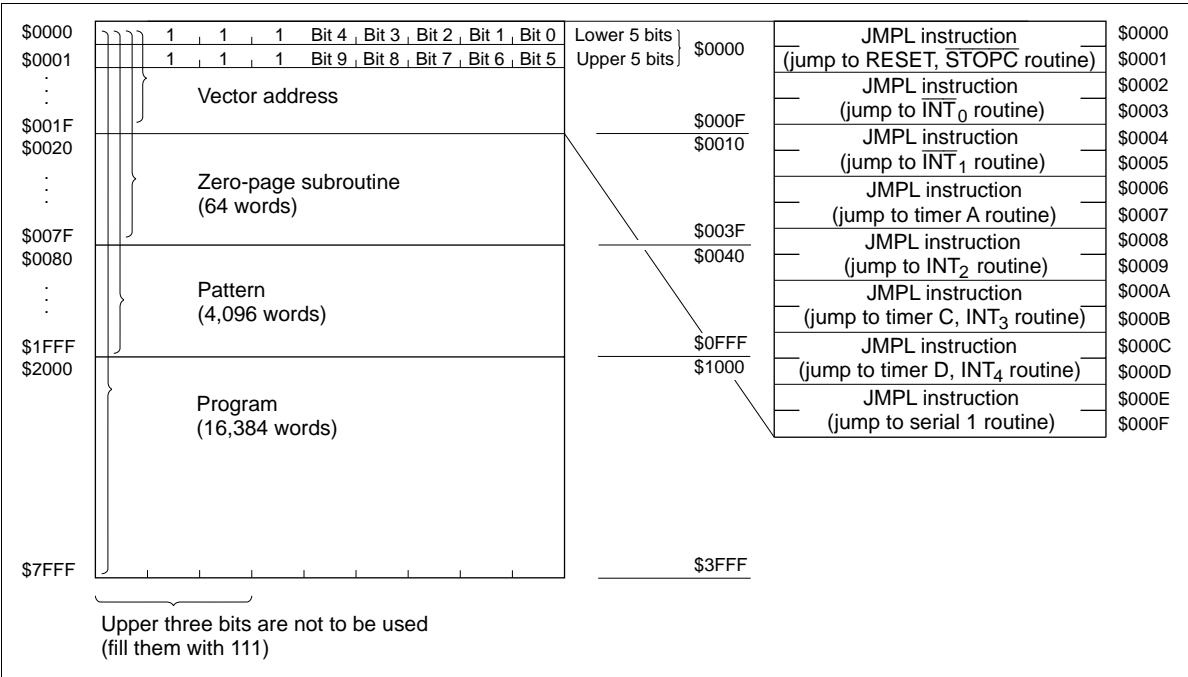 $0000 1 1 1 Bit 4 Bit 3 Bit 2 Bit 1 Bit 0 Lower 5 bits
$0001 1 1 1 Bit 9 Bit 8 Bit 7 Bit 6 Bit 5 Upper 5 bits
$0000
.
.
.
Vector address
$001F
$000F
$0020
$0010
.
.
.
Zero-page subroutine
(64 words)
$007F
$003F
$0080
$0040
.
.
.
Pattern
(4,096 words)
$1FFF
$0FFF
$2000
$1000
Program
(16,384 words)
$7FFF
$3FFF
Upper three bits are not to be used
(fill them with 111)
JMPL instruction $0000
(jump to RESET, STOPC routine) $0001
JMPL instruction $0002
(jump to INT0 routine) $0003
JMPL instruction $0004
(jump to INT1 routine) $0005
JMPL instruction $0006
(jump to timer A routine) $0007
JMPL instruction $0008
(jump to INT2 routine) $0009
JMPL instruction $000A
(jump to timer C, INT3 routine) $000B
JMPL instruction $000C
(jump to timer D, INT4 routine) $000D
JMPL instruction $000E
(jump to serial 1 routine) $000F